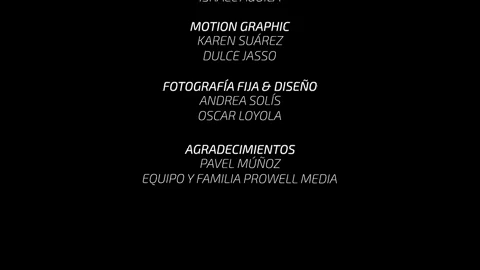 MOTION GRAPHIC
KAREN SUÁREZ
DULCE JASSO
FOTOGRAFÍA FIJA & DISEÑO
ANDREA SOLÍS
OSCAR LOYOLA
AGRADECIMIENTOS
PAVEL MÚÑOZ
EQUIPO Y FAMILIA PROWELL MEDIA